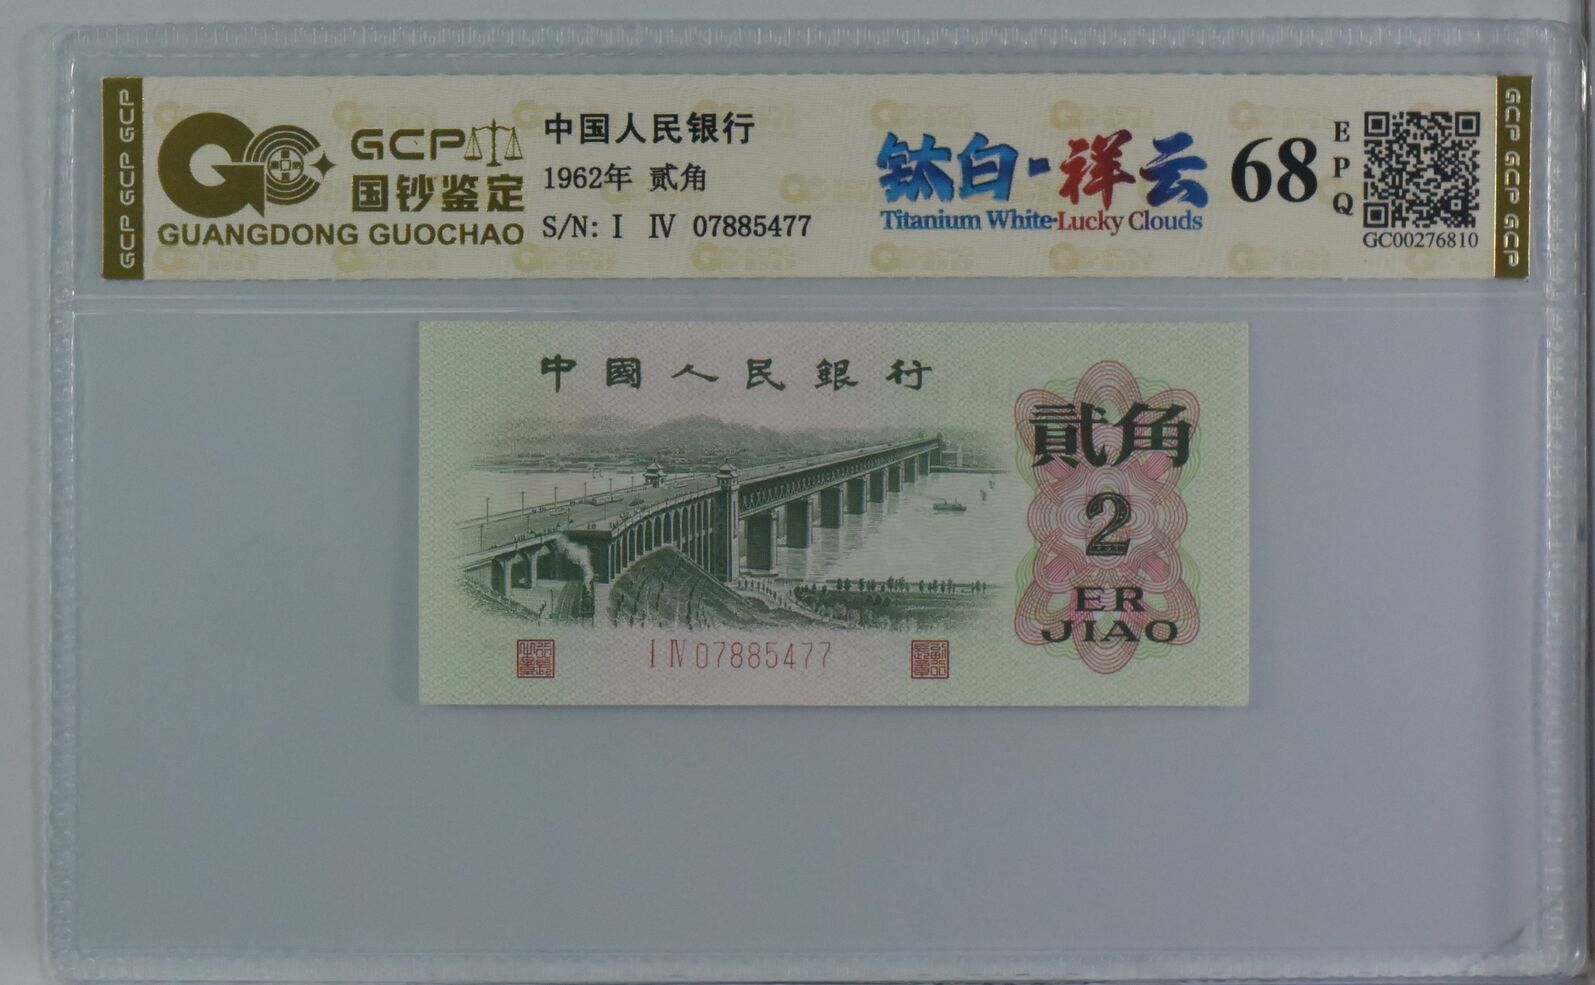 GCP GCP GCP
GCP
国钞鉴定
GUANGDONG GUOCHAO
中国人民银行
1962年 贰角
S/N: I IV 07885477
钛白·祥云
Titanium White·Lucky Clouds
68
EPQ
GC00276810
GCP GCP GCP
中國人民銀行
貳角
2
ER
JIAO
I IV 07885477